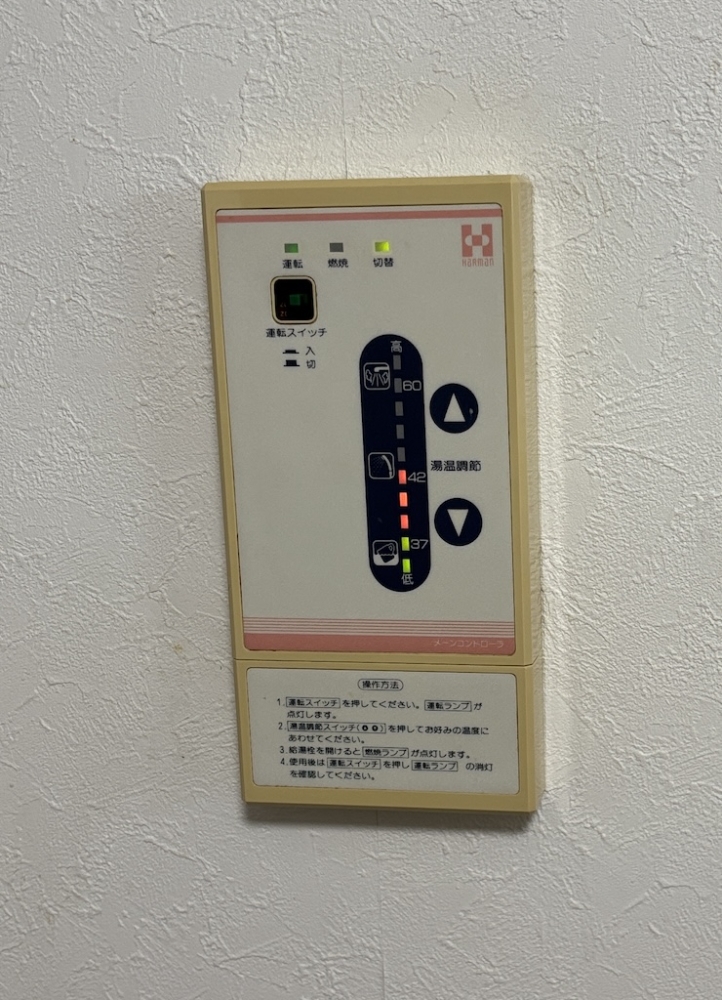 運転 燃焼 切替
HARMAN
運転スイッチ
入
切
高
60
42
湯温調節
37
低
メーンコントローラ
操作方法
1.運転スイッチを押してください。運転ランプが
点灯します。
2.湯温調節スイッチ( )を押してお好みの温度に
あわせてください。
3.給湯栓を開けると燃焼ランプが点灯します。
4.使用後は運転スイッチを押し運転ランプの消灯
を確認してください。